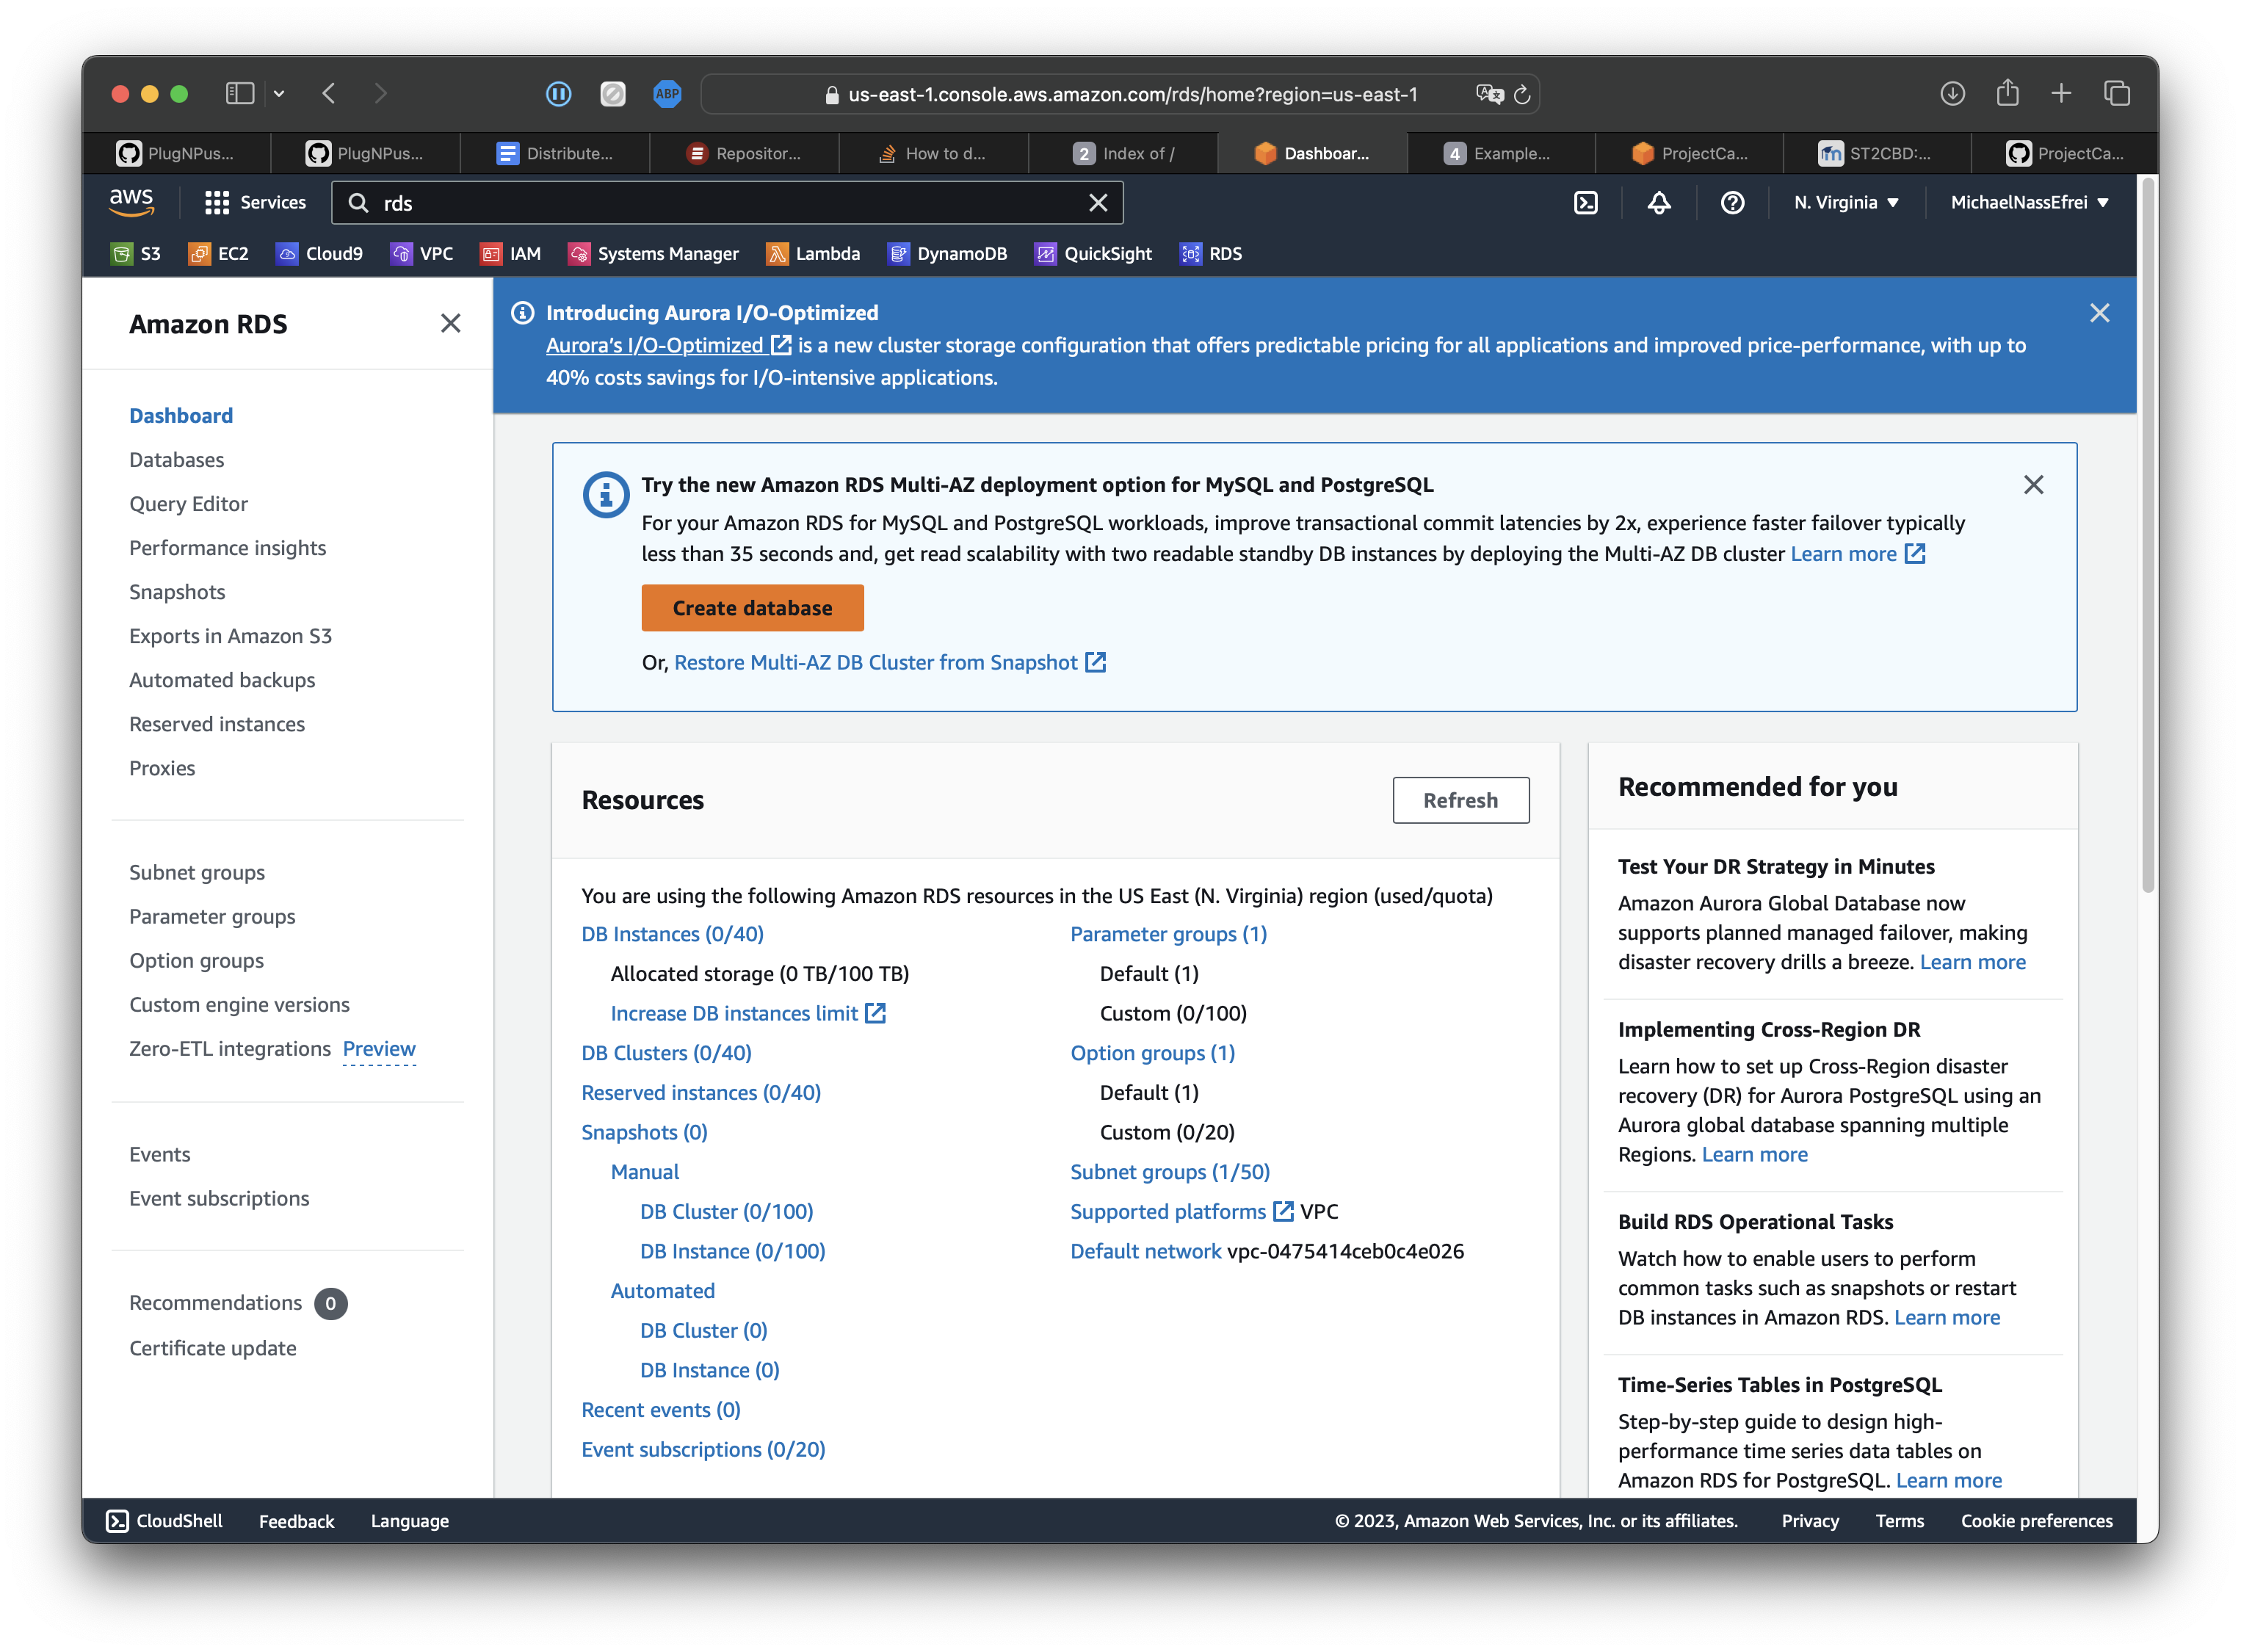 ABP
us-east-1.console.aws.amazon.com/rds/home?region=us-east-1
PlugNPus...
PlugNPus...
Distribute...
Repositor...
How to d...
2 Index of /
Dashboar...
4 Example...
ProjectCa...
ST2CBD:...
ProjectCa...
aws
Services
rds
N. Virginia
MichaelNassEfrei
S3
EC2
Cloud9
VPC
IAM
Systems Manager
Lambda
DynamoDB
QuickSight
RDS
Amazon RDS
Dashboard
Databases
Query Editor
Performance insights
Snapshots
Exports in Amazon S3
Automated backups
Reserved instances
Proxies
Subnet groups
Parameter groups
Option groups
Custom engine versions
Zero-ETL integrations Preview
Events
Event subscriptions
Recommendations 0
Certificate update
Introducing Aurora I/O-Optimized
Aurora's I/O-Optimized is a new cluster storage configuration that offers predictable pricing for all applications and improved price-performance, with up to
40% costs savings for I/O-intensive applications.
Try the new Amazon RDS Multi-AZ deployment option for MySQL and PostgreSQL
For your Amazon RDS for MySQL and PostgreSQL workloads, improve transactional commit latencies by 2x, experience faster failover typically
less than 35 seconds and, get read scalability with two readable standby DB instances by deploying the Multi-AZ DB cluster Learn more
Create database
Or, Restore Multi-AZ DB Cluster from Snapshot
Resources
Refresh
You are using the following Amazon RDS resources in the US East (N. Virginia) region (used/quota)
DB Instances (0/40)
Allocated storage (0 TB/100 TB)
Increase DB instances limit
DB Clusters (0/40)
Reserved instances (0/40)
Snapshots (0)
Manual
DB Cluster (0/100)
DB Instance (0/100)
Automated
DB Cluster (0)
DB Instance (0)
Recent events (0)
Event subscriptions (0/20)
Parameter groups (1)
Default (1)
Custom (0/100)
Option groups (1)
Default (1)
Custom (0/20)
Subnet groups (1/50)
Supported platforms VPC
Default network vpc-0475414ceb0c4e026
Recommended for you
Test Your DR Strategy in Minutes
Amazon Aurora Global Database now
supports planned managed failover, making
disaster recovery drills a breeze. Learn more
Implementing Cross-Region DR
Learn how to set up Cross-Region disaster
recovery (DR) for Aurora PostgreSQL using an
Aurora global database spanning multiple
Regions. Learn more
Build RDS Operational Tasks
Watch how to enable users to perform
common tasks such as snapshots or restart
DB instances in Amazon RDS. Learn more
Time-Series Tables in PostgreSQL
Step-by-step guide to design high-
performance time series data tables on
Amazon RDS for PostgreSQL. Learn more
CloudShell
Feedback
Language
© 2023, Amazon Web Services, Inc. or its affiliates.
Privacy
Terms
Cookie preferences